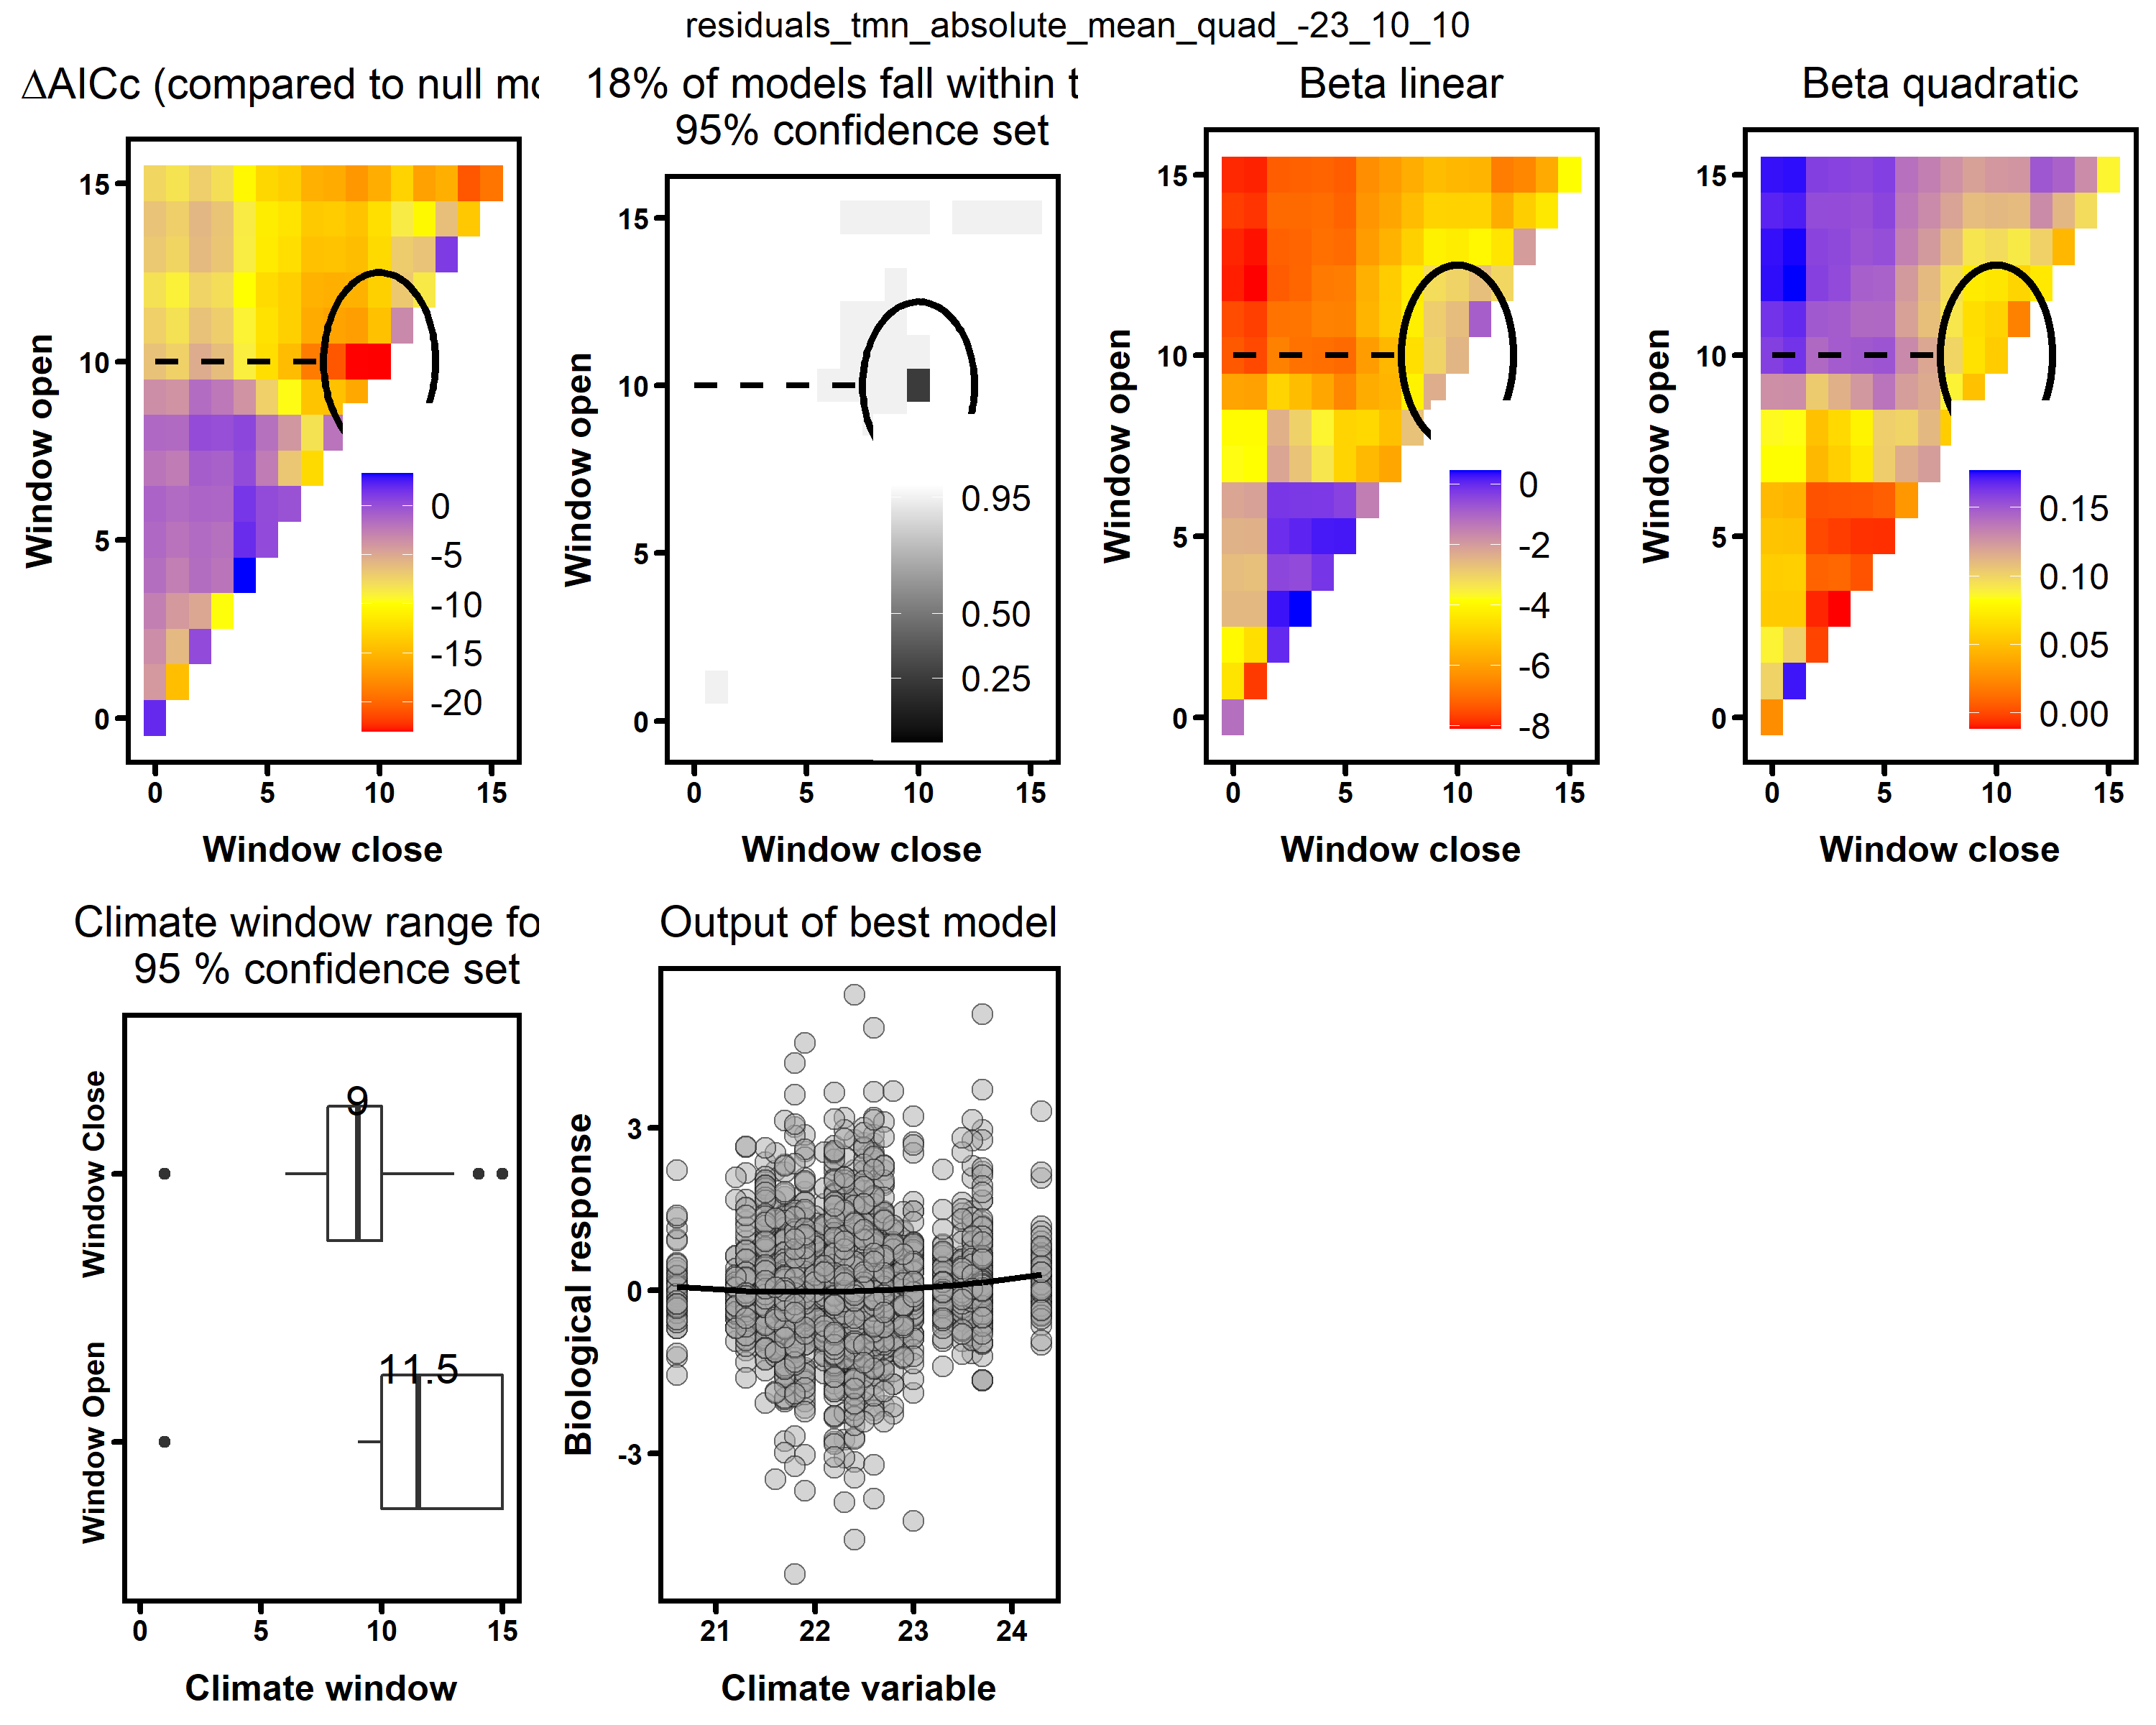 residuals_tmn_absolute_mean_quad_-23_10_10
ΔAICc (compared to null mo
15
10
5
0
0
-5
-10
-15
-20
0 5 10 15
Window open
Window close
18% of models fall within t
95% confidence set
15
10
5
0
0.95
0.50
0.25
0 5 10 15
Window open
Window close
Beta linear
15
10
5
0
0
-2
-4
-6
-8
0 5 10 15
Window open
Window close
Beta quadratic
15
10
5
0
0.15
0.10
0.05
0.00
0 5 10 15
Window open
Window close
Climate window range fo
95 % confidence set
Window Close
9
Window Open
11.5
0 5 10 15
Climate window
Output of best model
Biological response
3
0
-3
21 22 23 24
Climate variable